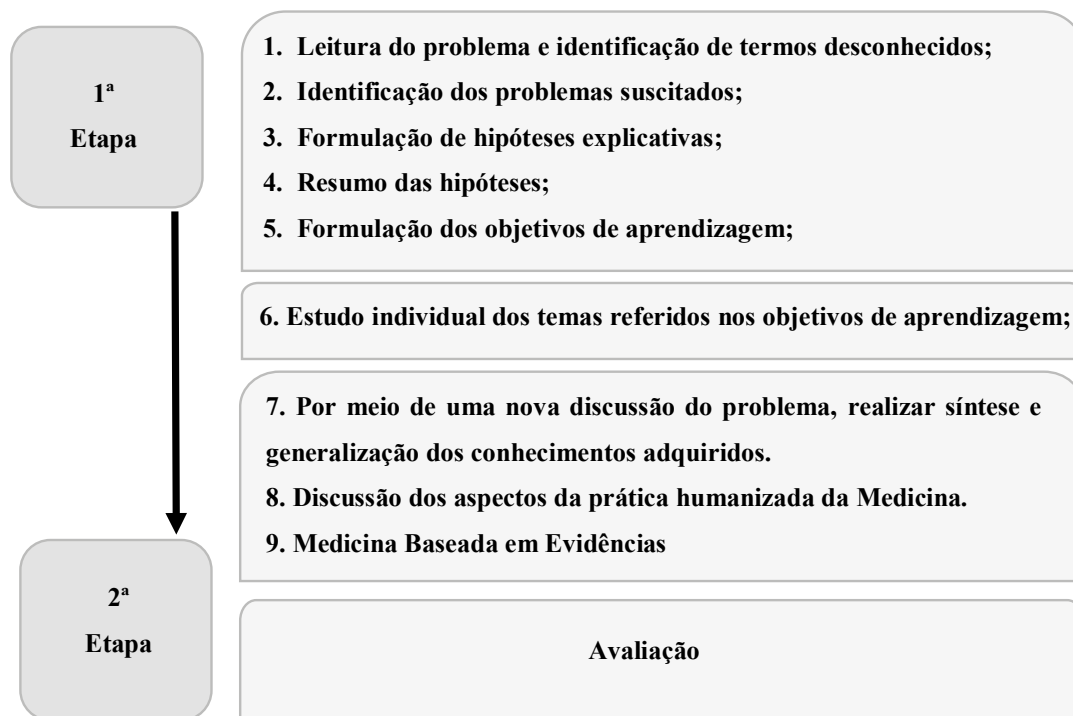 1ª
Etapa
1. Leitura do problema e identificação de termos desconhecidos;
2. Identificação dos problemas suscitados;
3. Formulação de hipóteses explicativas;
4. Resumo das hipóteses;
5. Formulação dos objetivos de aprendizagem;
6. Estudo individual dos temas referidos nos objetivos de aprendizagem;
7. Por meio de uma nova discussão do problema, realizar síntese e
generalização dos conhecimentos adquiridos.
8. Discussão dos aspectos da prática humanizada da Medicina.
9. Medicina Baseada em Evidências
2ª
Etapa
Avaliação